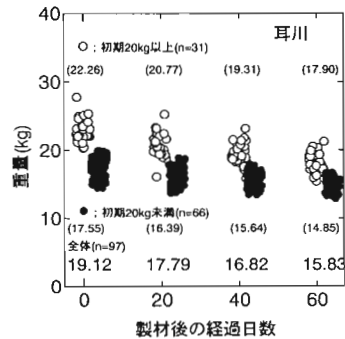 耳川
○ ; 初期20kg以上(n=31)
(22.26) (20.77) (19.31) (17.90)
● ; 初期20kg未満(n=66)
(17.55) (16.39) (15.64) (14.85)
全体(n=97)
19.12 17.79 16.82 15.83
40
30
20
10
0
重量(kg)
0 20 40 60
製材後の経過日数